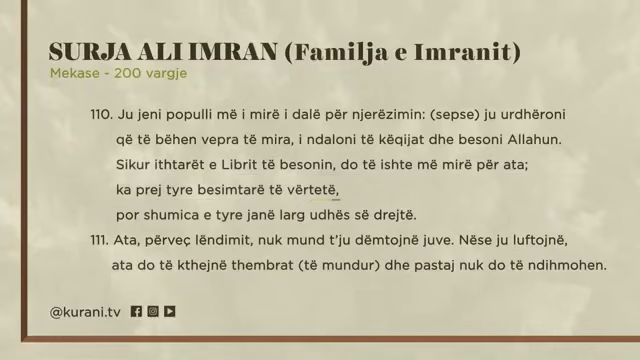 SURJA ALI IMRAN (Familja e Imranit)
Mekase - 200 vargje
110. Ju jeni populli më i mirë i dalë për njerëzimin: (sepse) ju urdhëroni
që të bëhen vepra të mira, i ndaloni të këqijat dhe besoni Allahun.
Sikur ithtarët e Librit të besonin, do të ishte më mirë për ata;
ka prej tyre besimtarë të vërtetë,
por shumica e tyre janë larg udhës së drejtë.
111. Ata, përveç lëndimit, nuk mund t'ju dëmtojnë juve. Nëse ju luftojnë,
ata do të kthejnë thembrat (të mundur) dhe pastaj nuk do të ndihmohen.
@kurani.tv